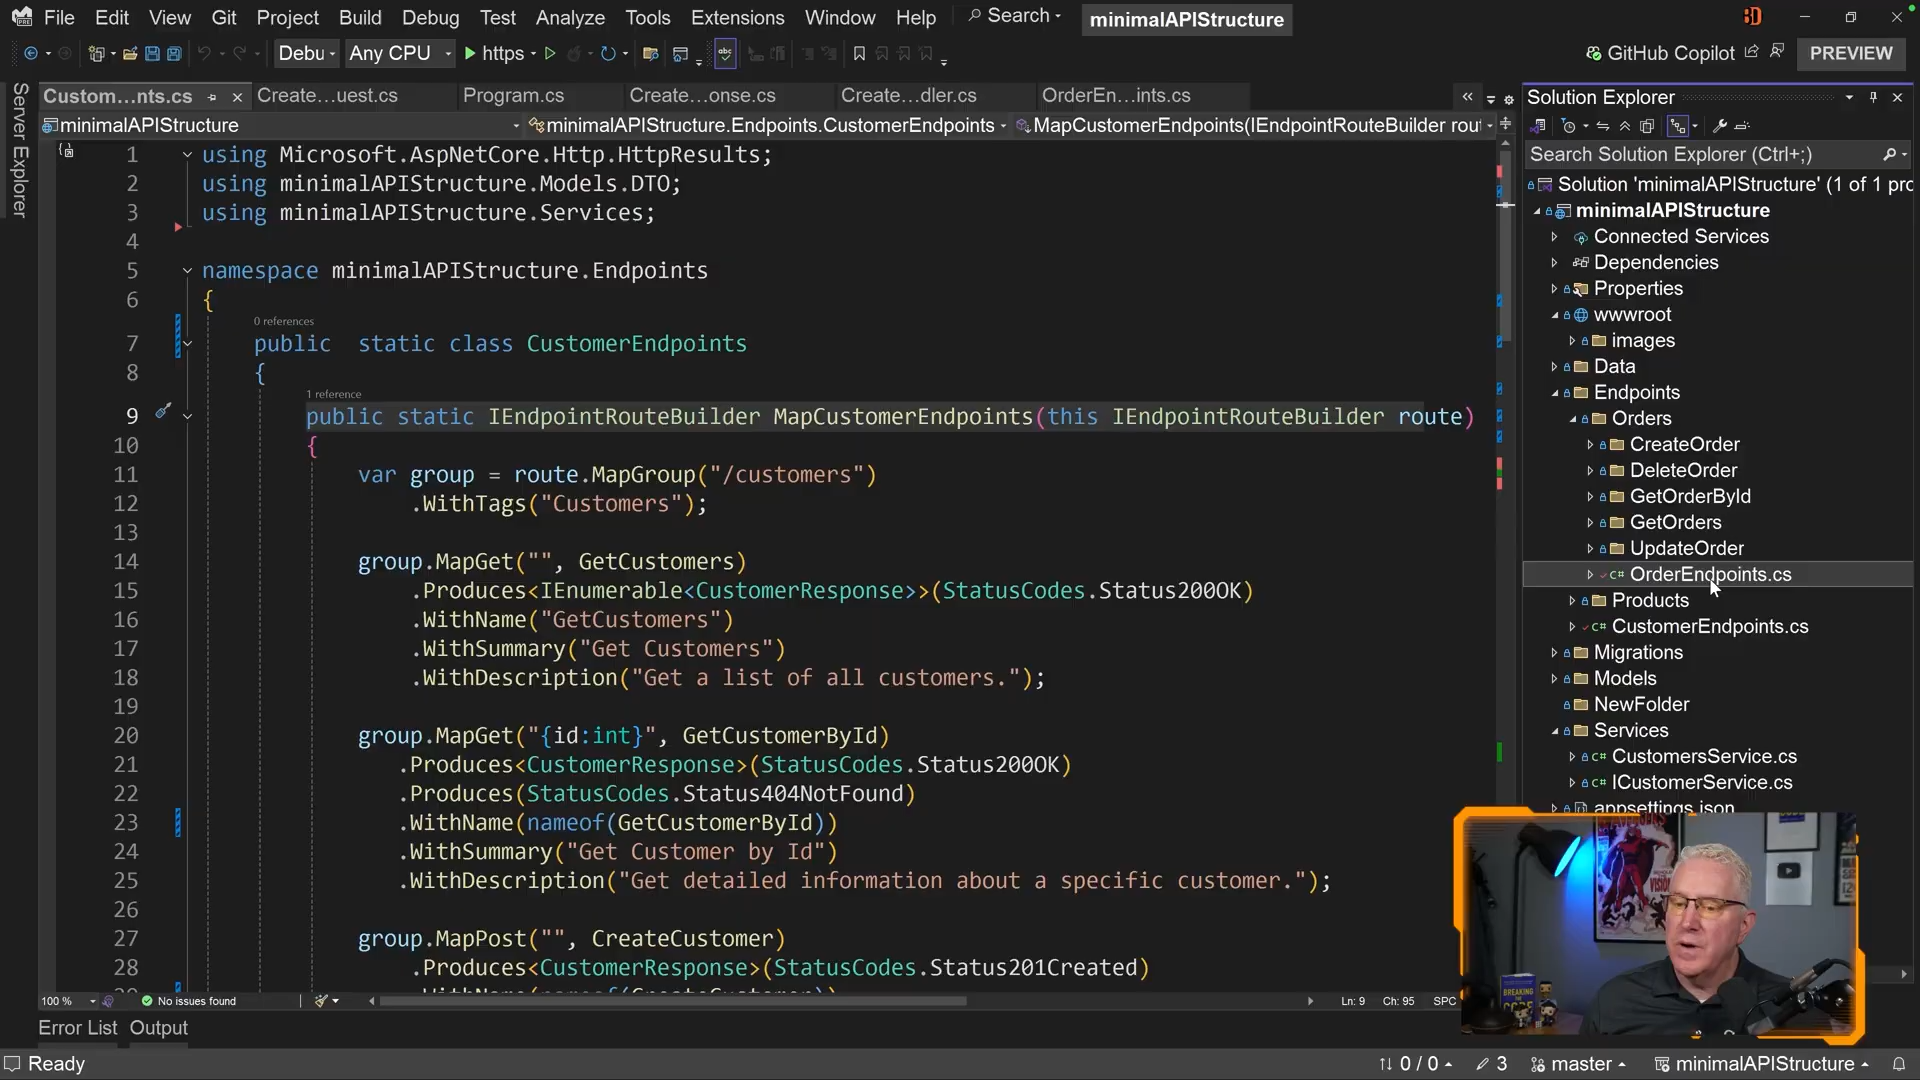 File Edit View Git Project Build Debug Test Analyze Tools Extensions Window Help Search minimalAPIStructure
Debu Any CPU https GitHub Copilot PREVIEW
Server Explorer
Custom...nts.cs Create...uest.cs Program.cs Create...onse.cs Create...dler.cs OrderEn...ints.cs
minimalAPIStructure minimalAPIStructure.Endpoints.CustomerEndpoints MapCustomerEndpoints(IEndpointRouteBuilder rout
1 using Microsoft.AspNetCore.Http.HttpResults;
2 using minimalAPIStructure.Models.DTO;
3 using minimalAPIStructure.Services;
4
5 namespace minimalAPIStructure.Endpoints
6 {
0 references
7 public  static class CustomerEndpoints
8 {
1 reference
9 public static IEndpointRouteBuilder MapCustomerEndpoints(this IEndpointRouteBuilder route)
10 {
11 var group = route.MapGroup("/customers")
12 .WithTags("Customers");
13
14 group.MapGet("", GetCustomers)
15 .Produces<IEnumerable<CustomerResponse>>(StatusCodes.Status200OK)
16 .WithName("GetCustomers")
17 .WithSummary("Get Customers")
18 .WithDescription("Get a list of all customers.");
19
20 group.MapGet("{id:int}", GetCustomerById)
21 .Produces<CustomerResponse>(StatusCodes.Status200OK)
22 .Produces(StatusCodes.Status404NotFound)
23 .WithName(nameof(GetCustomerById))
24 .WithSummary("Get Customer by Id")
25 .WithDescription("Get detailed information about a specific customer.");
26
27 group.MapPost("", CreateCustomer)
28 .Produces<CustomerResponse>(StatusCodes.Status201Created)
.WithName(nameof(CreateCustomer))
100 % No issues found Ln: 9 Ch: 95 SPC
Error List Output
Ready 0 / 0 3 master minimalAPIStructure
Solution Explorer
Search Solution Explorer (Ctrl+;)
Solution 'minimalAPIStructure' (1 of 1 pro
minimalAPIStructure
Connected Services
Dependencies
Properties
wwwroot
images
Data
Endpoints
Orders
CreateOrder
DeleteOrder
GetOrderById
GetOrders
UpdateOrder
OrderEndpoints.cs
Products
CustomerEndpoints.cs
Migrations
Models
NewFolder
Services
CustomersService.cs
ICustomerService.cs
appsettings.json
BREAKING
THE
CODE